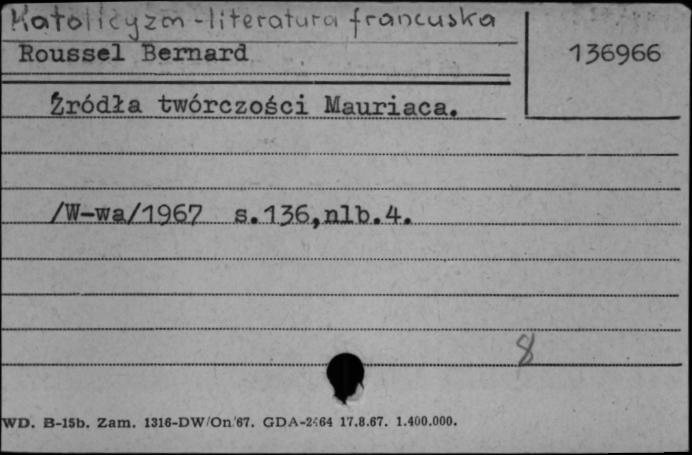 Katolicyzm - literatura francuska
Roussel Bernard
136966
Źródła twórczości Mauriaca.
/W-wa/1967 s.136,nlb.4.
8
WD. B-15b. Zam. 1316-DW/On/67. GDA-2464 17.8.67. 1.400.000.